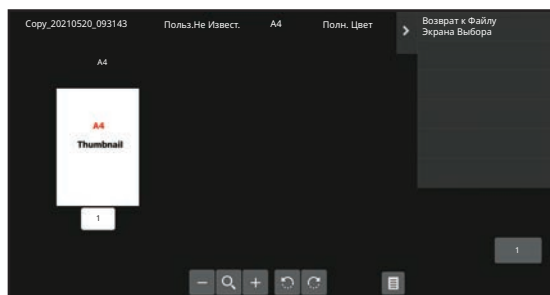 Copy_20210520_093143 Польз.Не Извест. A4 Полн. Цвет
Возврат к Файлу
Экрана Выбора
A4
A4
Thumbnail
1
1